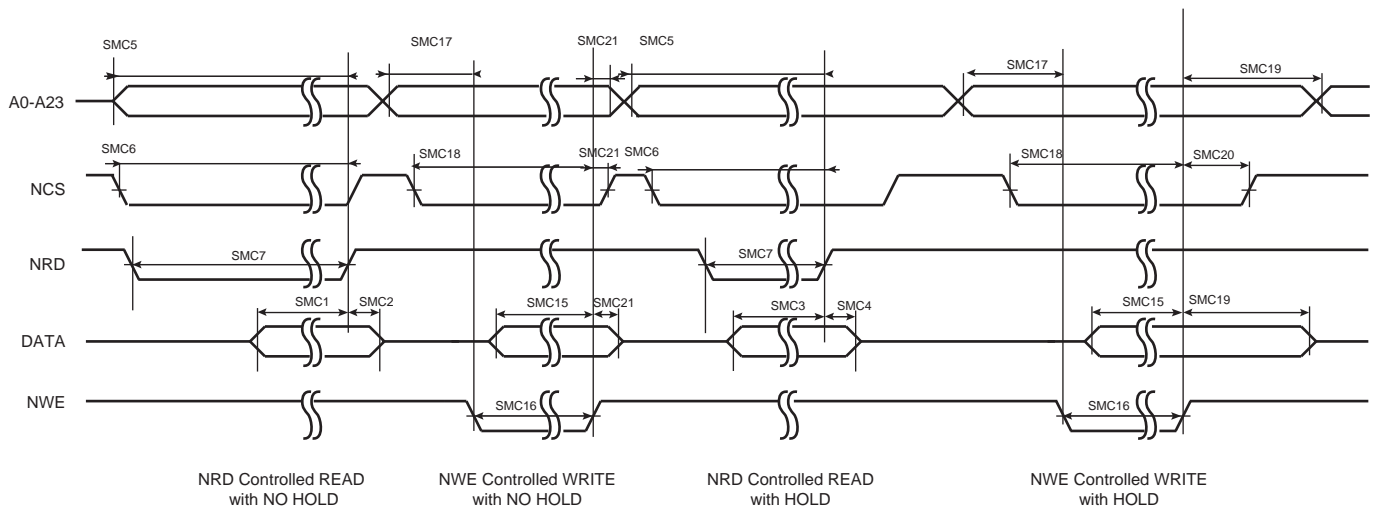 SMC5 SMC17 SMC21 SMC5 SMC17 SMC19
A0-A23
SMC6 SMC18 SMC21 SMC6 SMC18 SMC20
NCS
NRD SMC7 SMC7
SMC1 SMC2 SMC15 SMC21 SMC3 SMC4 SMC15 SMC19
DATA
NWE SMC16 SMC16
NRD Controlled READ
with NO HOLD
NWE Controlled WRITE
with NO HOLD
NRD Controlled READ
with HOLD
NWE Controlled WRITE
with HOLD